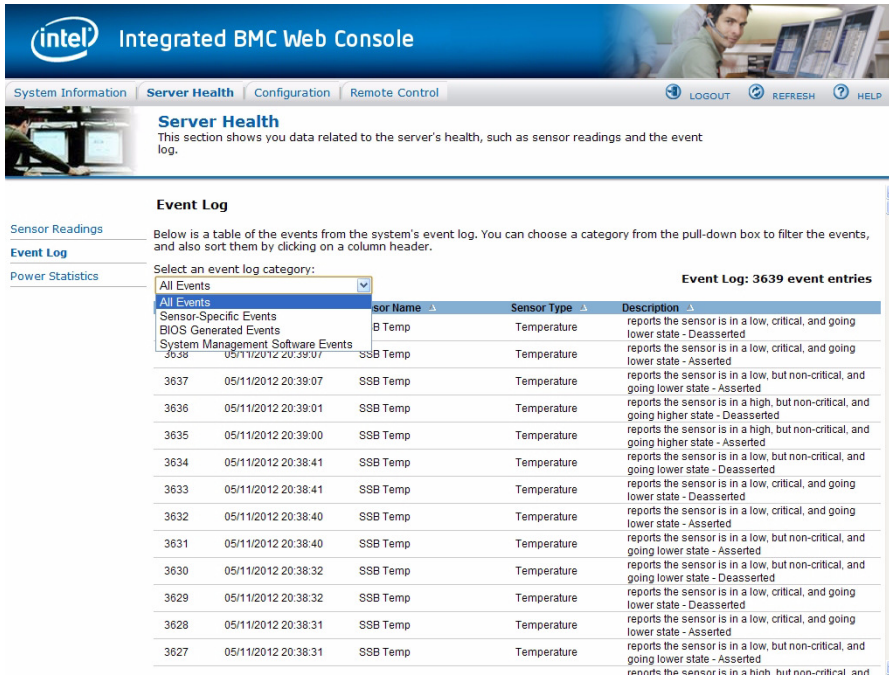 intel
Integrated BMC Web Console
System Information Server Health Configuration Remote Control LOGOUT REFRESH ? HELP
Server Health
This section shows you data related to the server's health, such as sensor readings and the event
log.
Event Log
Sensor Readings
Event Log
Power Statistics
Below is a table of the events from the system's event log. You can choose a category from the pull-down box to filter the events,
and also sort them by clicking on a column header.
Select an event log category:
All Events
Event Log: 3639 event entries
All Events
Sensor-Specific Events
BIOS Generated Events
System Management Software Events
sor Name Sensor Type Description
B Temp Temperature reports the sensor is in a low, critical, and going
lower state - Deasserted
3638 05/11/2012 20:39:07 SSB Temp Temperature reports the sensor is in a low, critical, and going
lower state - Asserted
3637 05/11/2012 20:39:07 SSB Temp Temperature reports the sensor is in a low, but non-critical, and
going lower state - Asserted
3636 05/11/2012 20:39:01 SSB Temp Temperature reports the sensor is in a high, but non-critical, and
going higher state - Deasserted
3635 05/11/2012 20:39:00 SSB Temp Temperature reports the sensor is in a high, but non-critical, and
going higher state - Asserted
3634 05/11/2012 20:38:41 SSB Temp Temperature reports the sensor is in a low, but non-critical, and
going lower state - Deasserted
3633 05/11/2012 20:38:41 SSB Temp Temperature reports the sensor is in a low, critical, and going
lower state - Deasserted
3632 05/11/2012 20:38:40 SSB Temp Temperature reports the sensor is in a low, critical, and going
lower state - Asserted
3631 05/11/2012 20:38:40 SSB Temp Temperature reports the sensor is in a low, but non-critical, and
going lower state - Asserted
3630 05/11/2012 20:38:32 SSB Temp Temperature reports the sensor is in a low, but non-critical, and
going lower state - Deasserted
3629 05/11/2012 20:38:32 SSB Temp Temperature reports the sensor is in a low, critical, and going
lower state - Deasserted
3628 05/11/2012 20:38:31 SSB Temp Temperature reports the sensor is in a low, critical, and going
lower state - Asserted
3627 05/11/2012 20:38:31 SSB Temp Temperature reports the sensor is in a low, but non-critical, and
going lower state - Asserted
reports the sensor is in a high, but non-critical, and